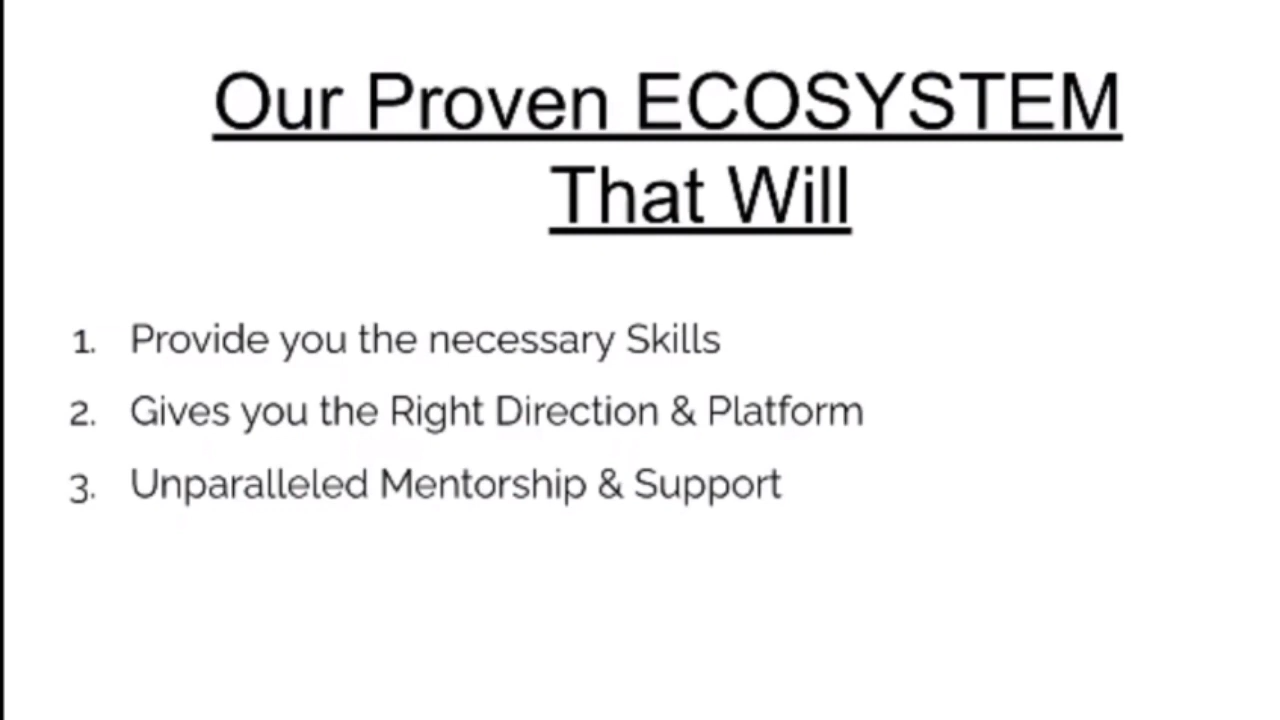 Our Proven ECOSYSTEM
That Will
1. Provide you the necessary Skills
2. Gives you the Right Direction & Platform
3. Unparalleled Mentorship & Support